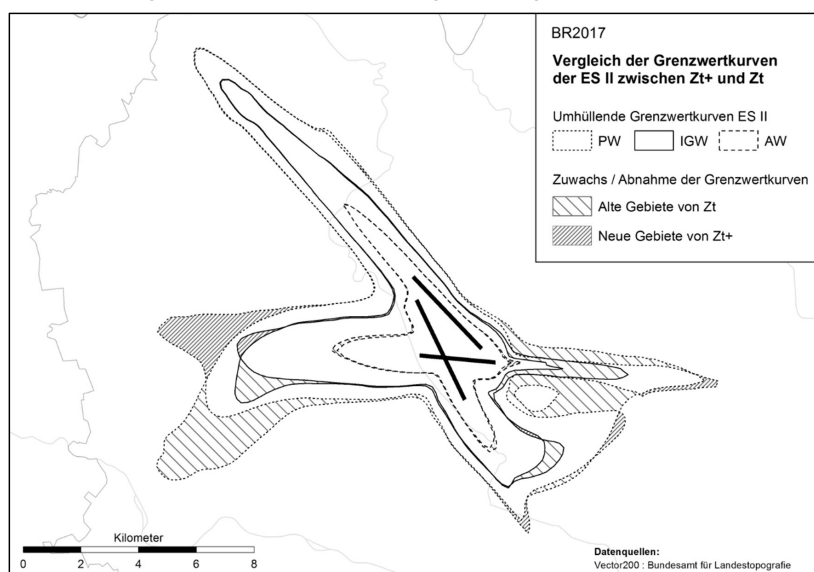 BR2017
Vergleich der Grenzwertkurven
der ES II zwischen Zt+ und Zt
Umhüllende Grenzwertkurven ES II
PW IGW AW
Zuwachs / Abnahme der Grenzwertkurven
Alte Gebiete von Zt
Neue Gebiete von Zt+
Kilometer
0 2 4 6 8
Datenquellen:
Vector200 : Bundesamt für Landestopografie